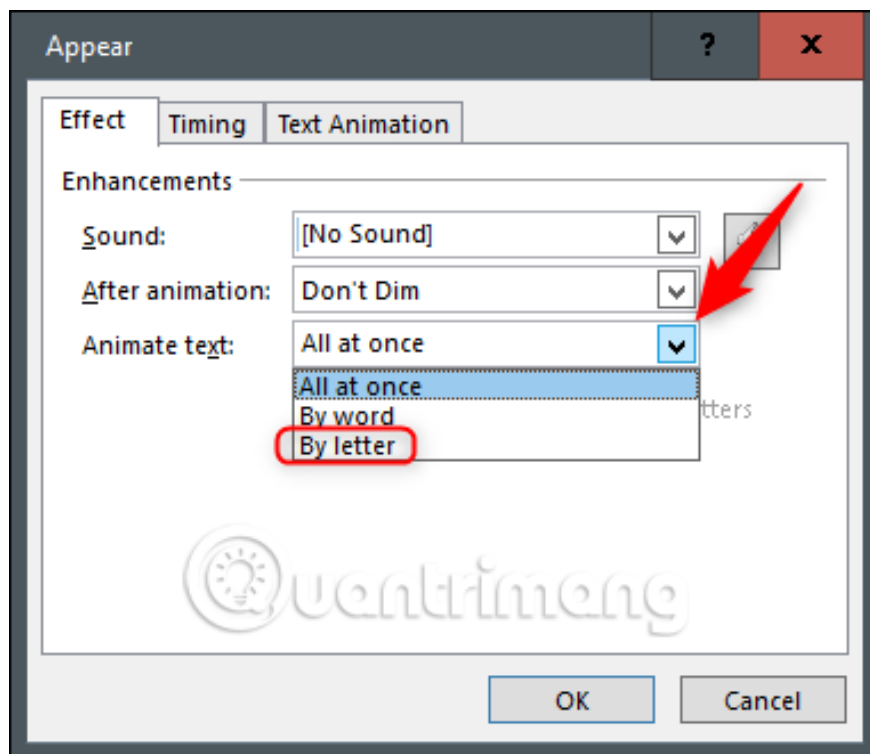 Appear ? x
Effect Timing Text Animation
Enhancements
Sound: [No Sound]
After animation: Don't Dim
Animate text: All at once
All at once
By word
By letter
tters
Quantrimang
OK Cancel